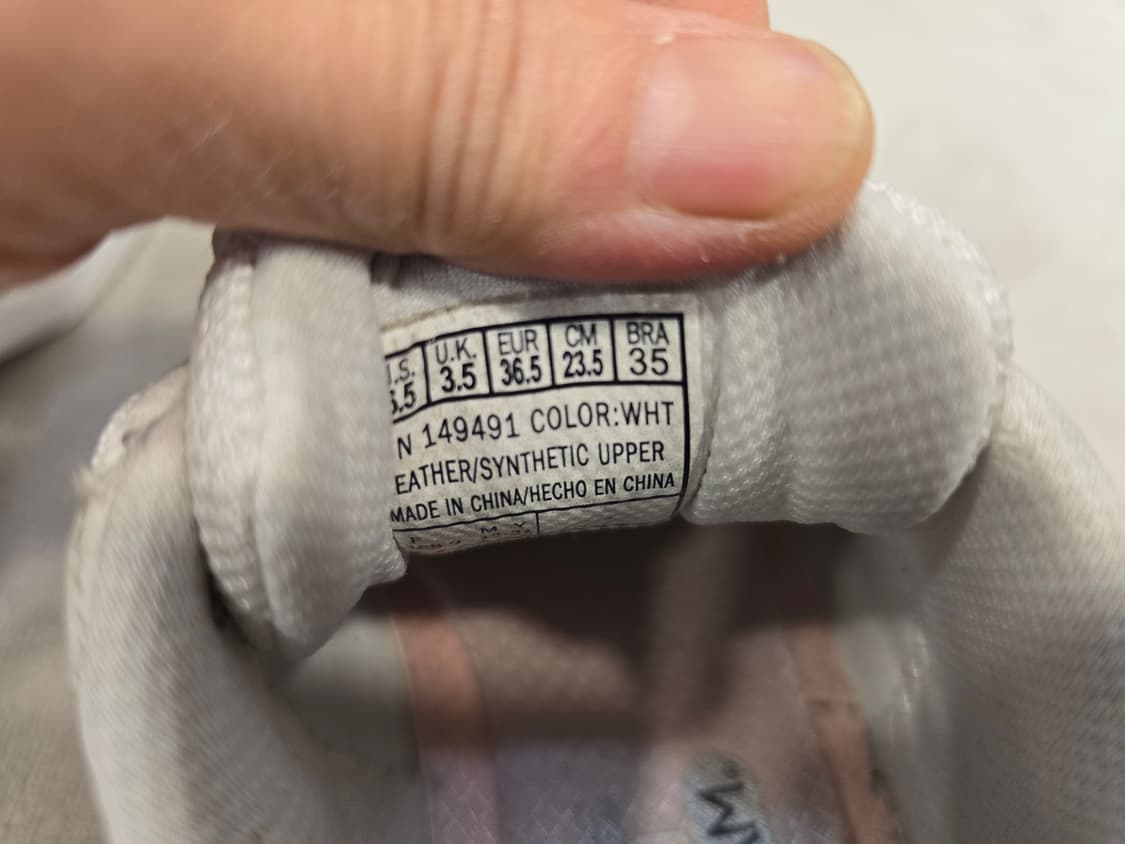 U.K. EUR CM BRA
3.5 36.5 23.5 35
N 149491 COLOR:WHT
EATHER/SYNTHETIC UPPER
MADE IN CHINA/HECHO EN CHINA